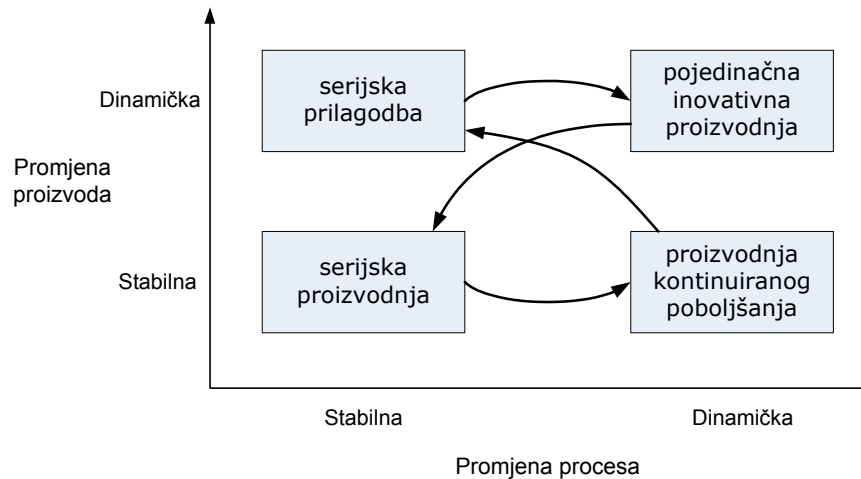 serijska
prilagodba
pojedinačna
inovativna
proizvodnja
Dinamička
Promjena
proizvoda
Stabilna
serijska
proizvodnja
proizvodnja
kontinuiranog
poboljšanja
Stabilna
Dinamička
Promjena procesa